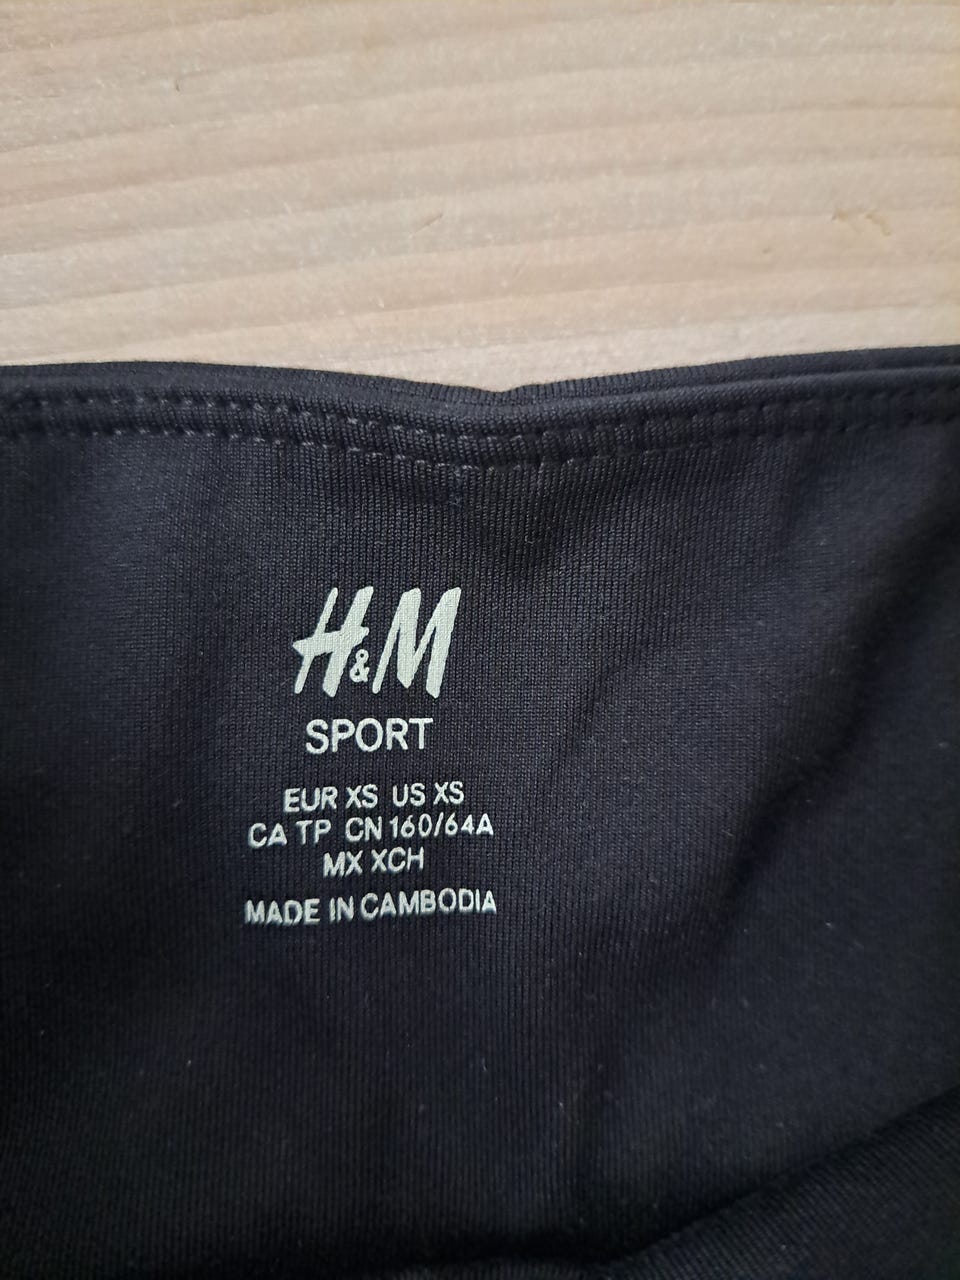 H&M
SPORT
EUR XS US XS
CA TP CN 160/64A
MX XCH
MADE IN CAMBODIA